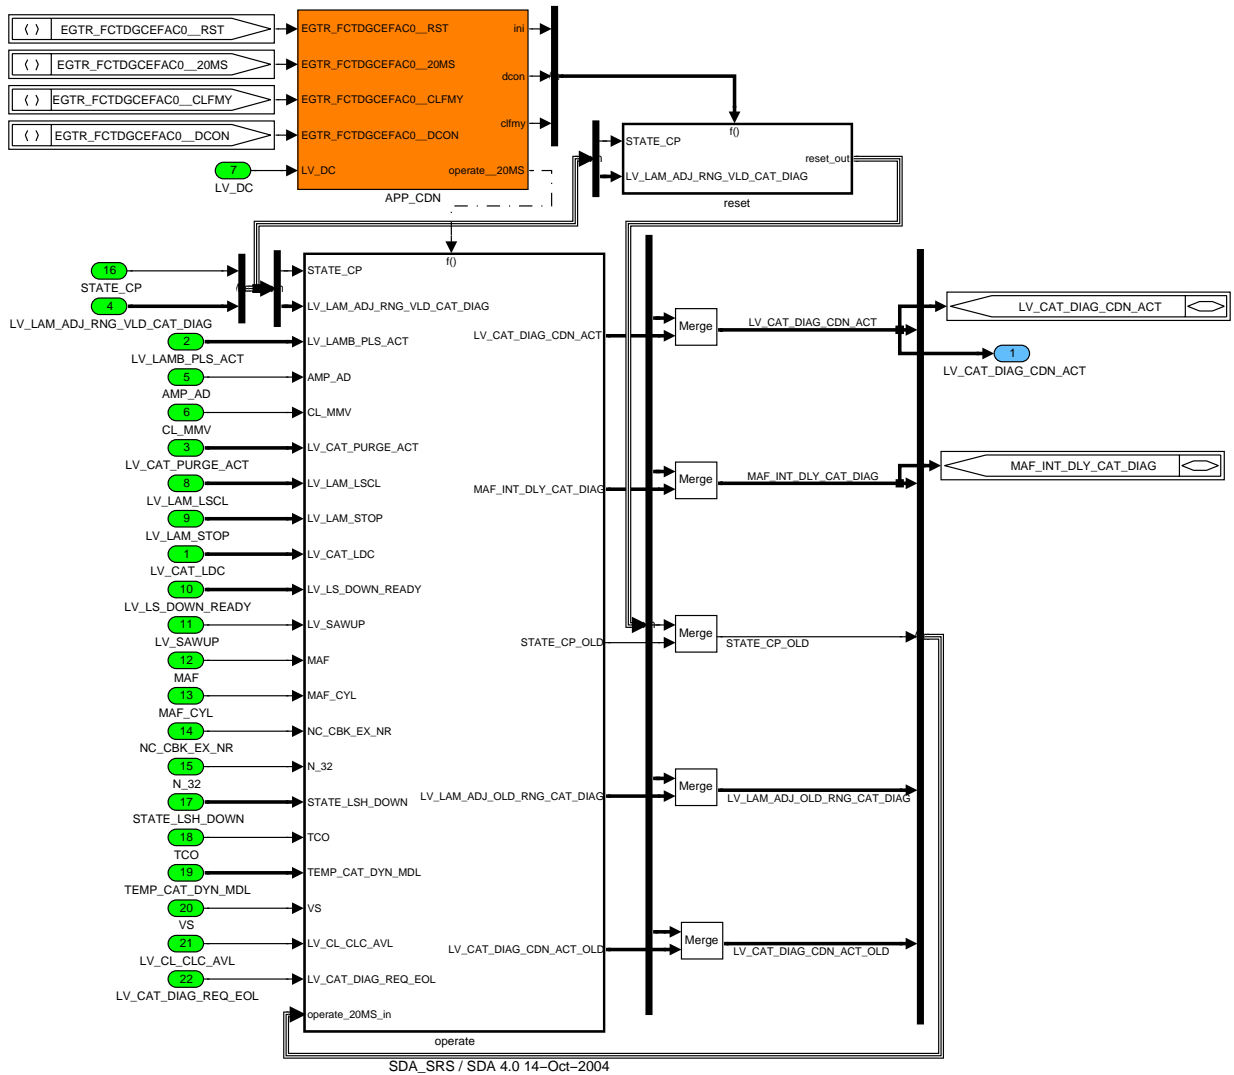 ( ) EGTR_FCTDGCEFAC0__RST
( ) EGTR_FCTDGCEFAC0__20MS
( ) EGTR_FCTDGCEFAC0__CLFMY
( ) EGTR_FCTDGCEFAC0__DCON
7
LV_DC
EGTR_FCTDGCEFAC0__RST
EGTR_FCTDGCEFAC0__20MS
EGTR_FCTDGCEFAC0__CLFMY
EGTR_FCTDGCEFAC0__DCON
LV_DC
ini
dcon
clfmy
operate__20MS
APP_CDN
f()
STATE_CP
LV_LAM_ADJ_RNG_VLD_CAT_DIAG
reset_out
reset
16
STATE_CP
4
LV_LAM_ADJ_RNG_VLD_CAT_DIAG
2
LV_LAMB_PLS_ACT
5
AMP_AD
6
CL_MMV
3
LV_CAT_PURGE_ACT
8
LV_LAM_LSCL
9
LV_LAM_STOP
1
LV_CAT_LDC
10
LV_LS_DOWN_READY
11
LV_SAWUP
12
MAF
13
MAF_CYL
14
NC_CBK_EX_NR
15
N_32
17
STATE_LSH_DOWN
18
TCO
19
TEMP_CAT_DYN_MDL
20
VS
21
LV_CL_CLC_AVL
22
LV_CAT_DIAG_REQ_EOL
f()
STATE_CP
LV_LAM_ADJ_RNG_VLD_CAT_DIAG
LV_LAMB_PLS_ACT
AMP_AD
CL_MMV
LV_CAT_PURGE_ACT
LV_LAM_LSCL
LV_LAM_STOP
LV_CAT_LDC
LV_LS_DOWN_READY
LV_SAWUP
MAF
MAF_CYL
NC_CBK_EX_NR
N_32
STATE_LSH_DOWN
TCO
TEMP_CAT_DYN_MDL
VS
LV_CL_CLC_AVL
LV_CAT_DIAG_REQ_EOL
operate_20MS_in
LV_CAT_DIAG_CDN_ACT
MAF_INT_DLY_CAT_DIAG
STATE_CP_OLD
LV_LAM_ADJ_OLD_RNG_CAT_DIAG
LV_CAT_DIAG_CDN_ACT_OLD
operate
Merge
LV_CAT_DIAG_CDN_ACT
Merge
MAF_INT_DLY_CAT_DIAG
Merge
STATE_CP_OLD
Merge
LV_LAM_ADJ_OLD_RNG_CAT_DIAG
Merge
LV_CAT_DIAG_CDN_ACT_OLD
LV_CAT_DIAG_CDN_ACT
1
LV_CAT_DIAG_CDN_ACT
MAF_INT_DLY_CAT_DIAG
SDA_SRS / SDA 4.0 14–Oct–2004